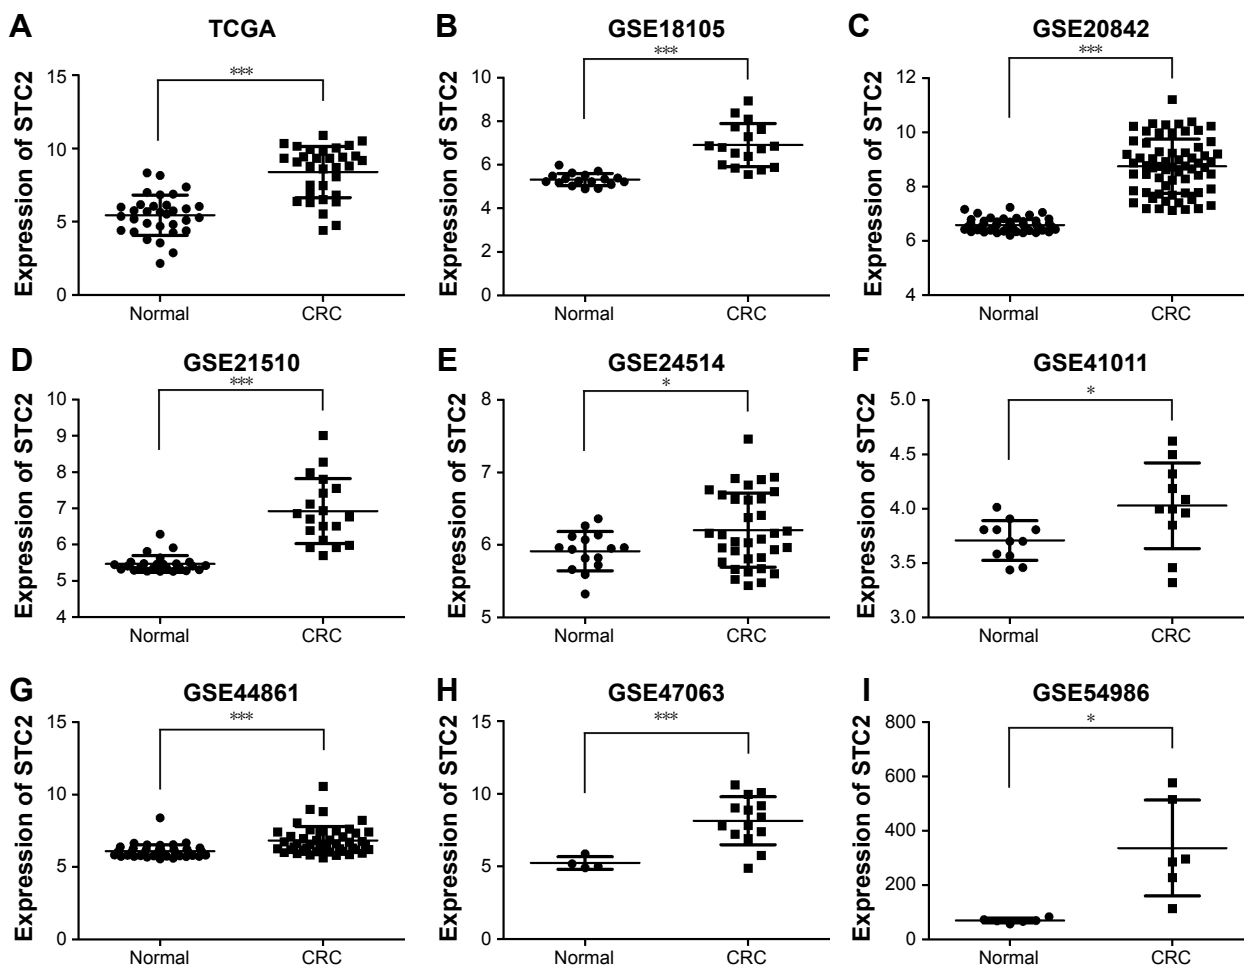 A
TCGA
Expression of STC2
15
10
5
0
***
Normal
CRC
B
GSE18105
Expression of STC2
10
8
6
4
2
0
***
Normal
CRC
C
GSE20842
Expression of STC2
12
10
8
6
4
***
Normal
CRC
D
GSE21510
Expression of STC2
10
9
8
7
6
5
4
***
Normal
CRC
E
GSE24514
Expression of STC2
8
7
6
5
*
Normal
CRC
F
GSE41011
Expression of STC2
5.0
4.5
4.0
3.5
3.0
*
Normal
CRC
G
GSE44861
Expression of STC2
15
10
5
0
***
Normal
CRC
H
GSE47063
Expression of STC2
15
10
5
0
***
Normal
CRC
I
GSE54986
Expression of STC2
800
600
400
200
0
*
Normal
CRC